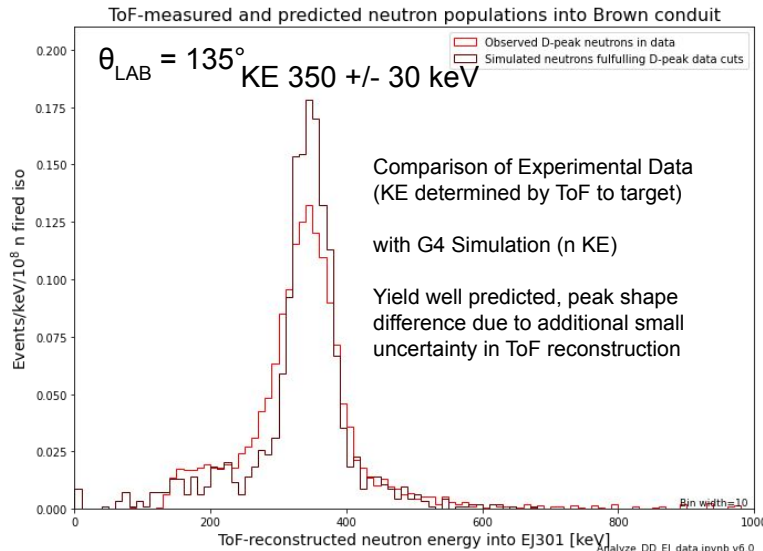 ToF-measured and predicted neutron populations into Brown conduit
θLAB = 135°
KE 350 +/- 30 keV
Observed D-peak neutrons in data
Simulated neutrons fulfulling D-peak data cuts
Comparison of Experimental Data
(KE determined by ToF to target)
with G4 Simulation (n KE)
Yield well predicted, peak shape
difference due to additional small
uncertainty in ToF reconstruction
Events/keV/10⁸ n fired iso
0.200
0.175
0.150
0.125
0.100
0.075
0.050
0.025
0.000
Bin width=10
0 200 400 600 800 1000
ToF-reconstructed neutron energy into EJ301 [keV]
Analyze_DD_EJ_data.ipynb v6.0